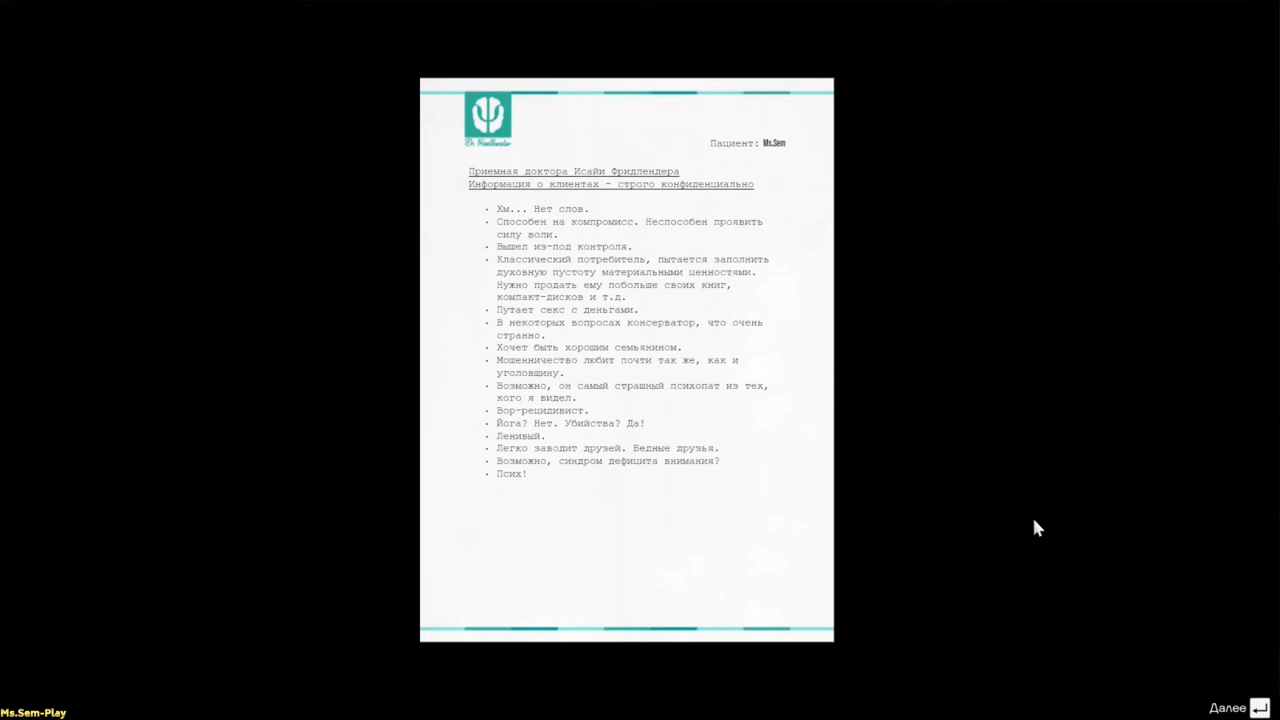 Dr. Friedlander
Пациент: Ms.Sem
Приемная доктора Исайи Фридлендера
Информация о клиентах - строго конфиденциально
· Хм... Нет слов.
· Способен на компромисс. Неспособен проявить
силу воли.
· Вышел из-под контроля.
· Классический потребитель, пытается заполнить
духовную пустоту материальными ценностями.
Нужно продать ему побольше своих книг,
компакт-дисков и т.д.
· Путает секс с деньгами.
· В некоторых вопросах консерватор, что очень
странно.
· Хочет быть хорошим семьянином.
· Мошенничество любит почти так же, как и
уголовщину.
· Возможно, он самый страшный психопат из тех,
кого я видел.
· Вор-рецидивист.
· Йога? Нет. Убийства? Да!
· Ленивый.
· Легко заводит друзей. Бедные друзья.
· Возможно, синдром дефицита внимания?
· Псих!
Далее
Ms.Sem-Play